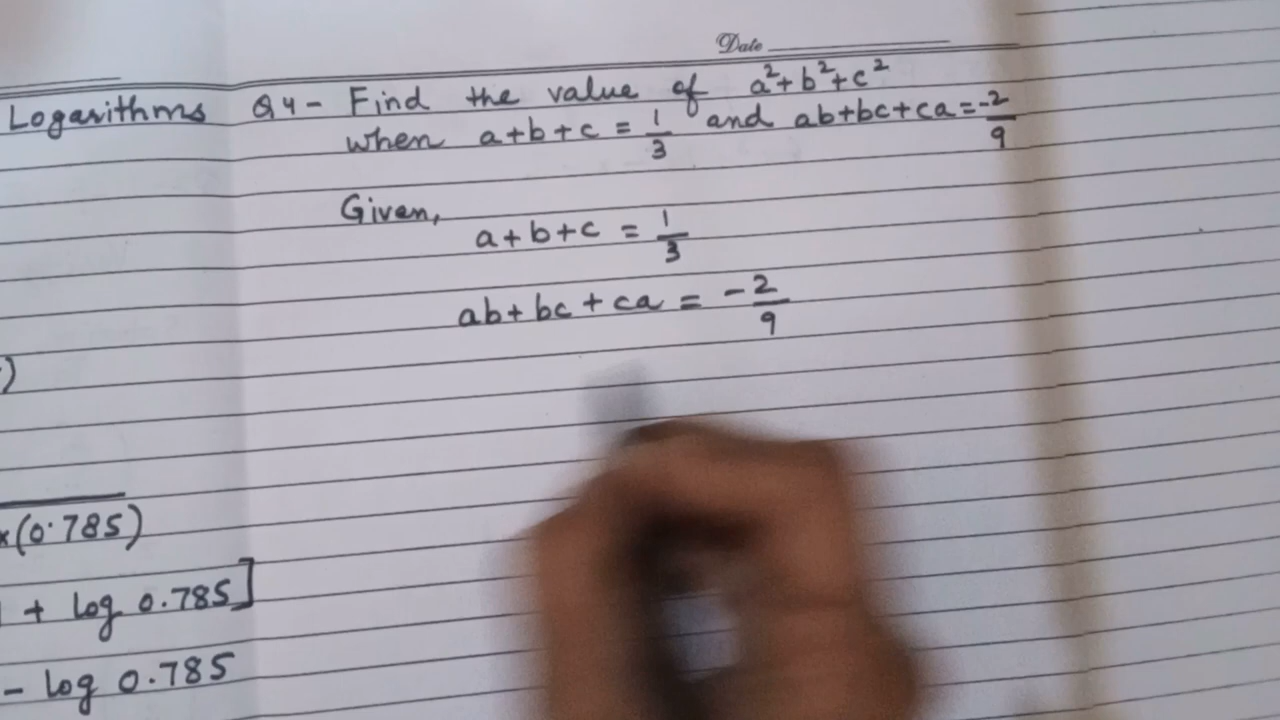 Date
Logarithms
Q4- Find the value of a²+b²+c²
when a+b+c = 1/3 and ab+bc+ca = -2/9
Given,
a+b+c = 1/3
ab+bc+ca = -2/9
)
x(0.785)
+ log 0.785]
- log 0.785